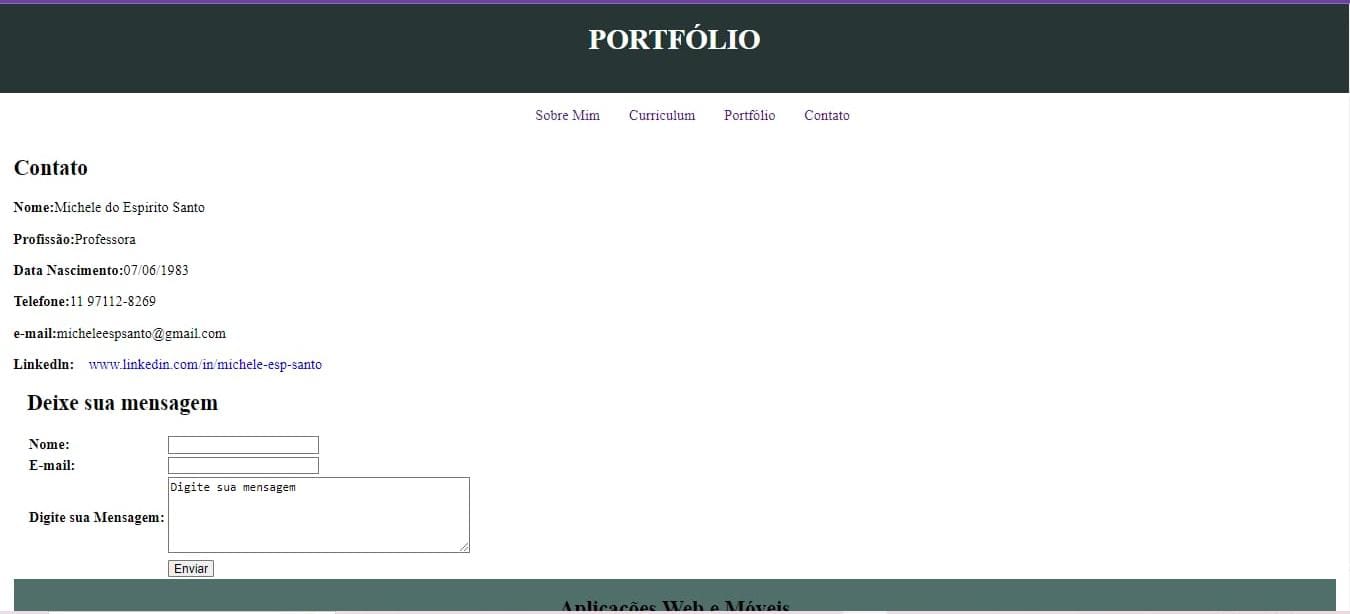 PORTFÓLIO
Sobre Mim Curriculum Portfólio Contato
Contato
Nome:Michele do Espirito Santo
Profissão:Professora
Data Nascimento:07/06/1983
Telefone:11 97112-8269
e-mail:micheleespsanto@gmail.com
Linkedln: www.linkedin.com/in/michele-esp-santo
Deixe sua mensagem
Nome:
E-mail:
Digite sua mensagem
Digite sua Mensagem:
Enviar
Aplicações Web e Móveis